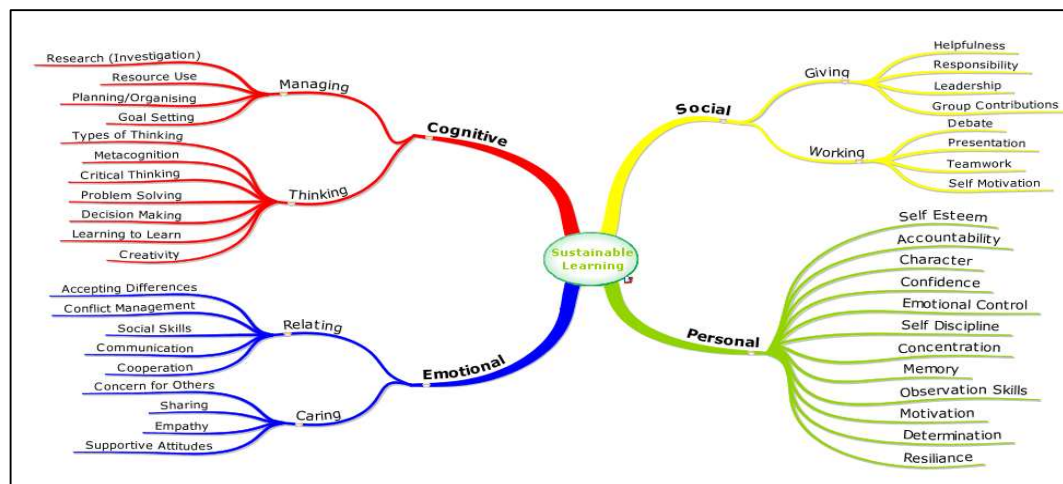 Sustainable
Learning
Cognitive
Managing
Research (Investigation)
Resource Use
Planning/Organising
Goal Setting
Thinking
Types of Thinking
Metacognition
Critical Thinking
Problem Solving
Decision Making
Learning to Learn
Creativity
Emotional
Relating
Accepting Differences
Conflict Management
Social Skills
Communication
Cooperation
Caring
Concern for Others
Sharing
Empathy
Supportive Attitudes
Social
Giving
Helpfulness
Responsibility
Leadership
Group Contributions
Working
Debate
Presentation
Teamwork
Self Motivation
Personal
Self Esteem
Accountability
Character
Confidence
Emotional Control
Self Discipline
Concentration
Memory
Observation Skills
Motivation
Determination
Resiliance